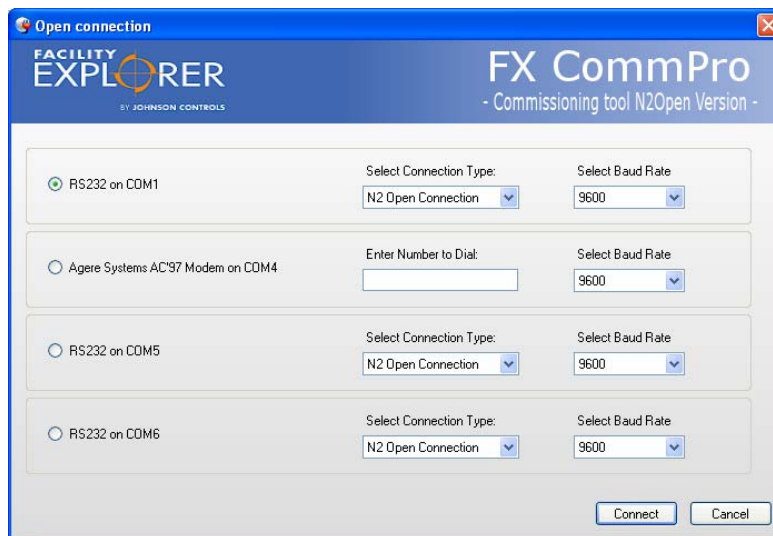 Open connection
FACILITY
EXPLORER
BY JOHNSON CONTROLS
FX CommPro
- Commissioning tool N2Open Version -
RS232 on COM1
Select Connection Type:
N2 Open Connection
Select Baud Rate
9600
Agere Systems AC'97 Modem on COM4
Enter Number to Dial:
Select Baud Rate
9600
RS232 on COM5
Select Connection Type:
N2 Open Connection
Select Baud Rate
9600
RS232 on COM6
Select Connection Type:
N2 Open Connection
Select Baud Rate
9600
Connect
Cancel